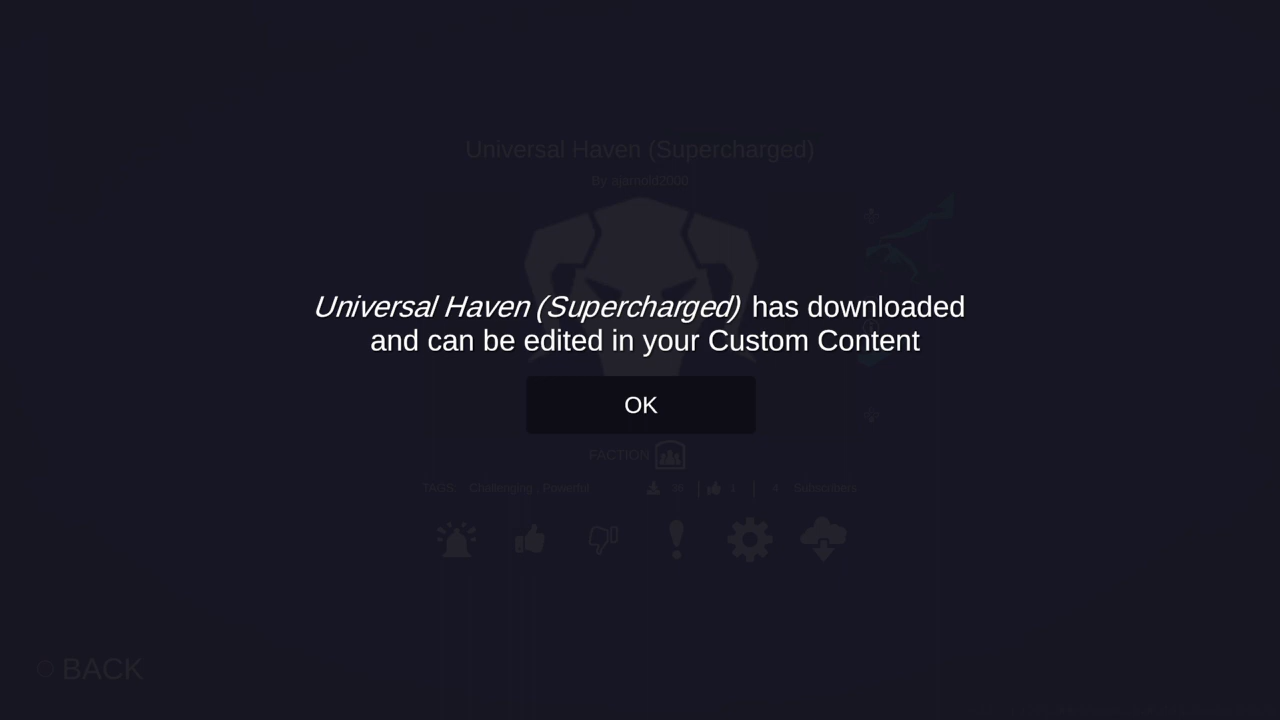 Universal Haven (Supercharged)
By ajarnold2000
Universal Haven (Supercharged) has downloaded
and can be edited in your Custom Content
OK
FACTION
TAGS: Challenging , Powerful 1 Subscribers
BACK